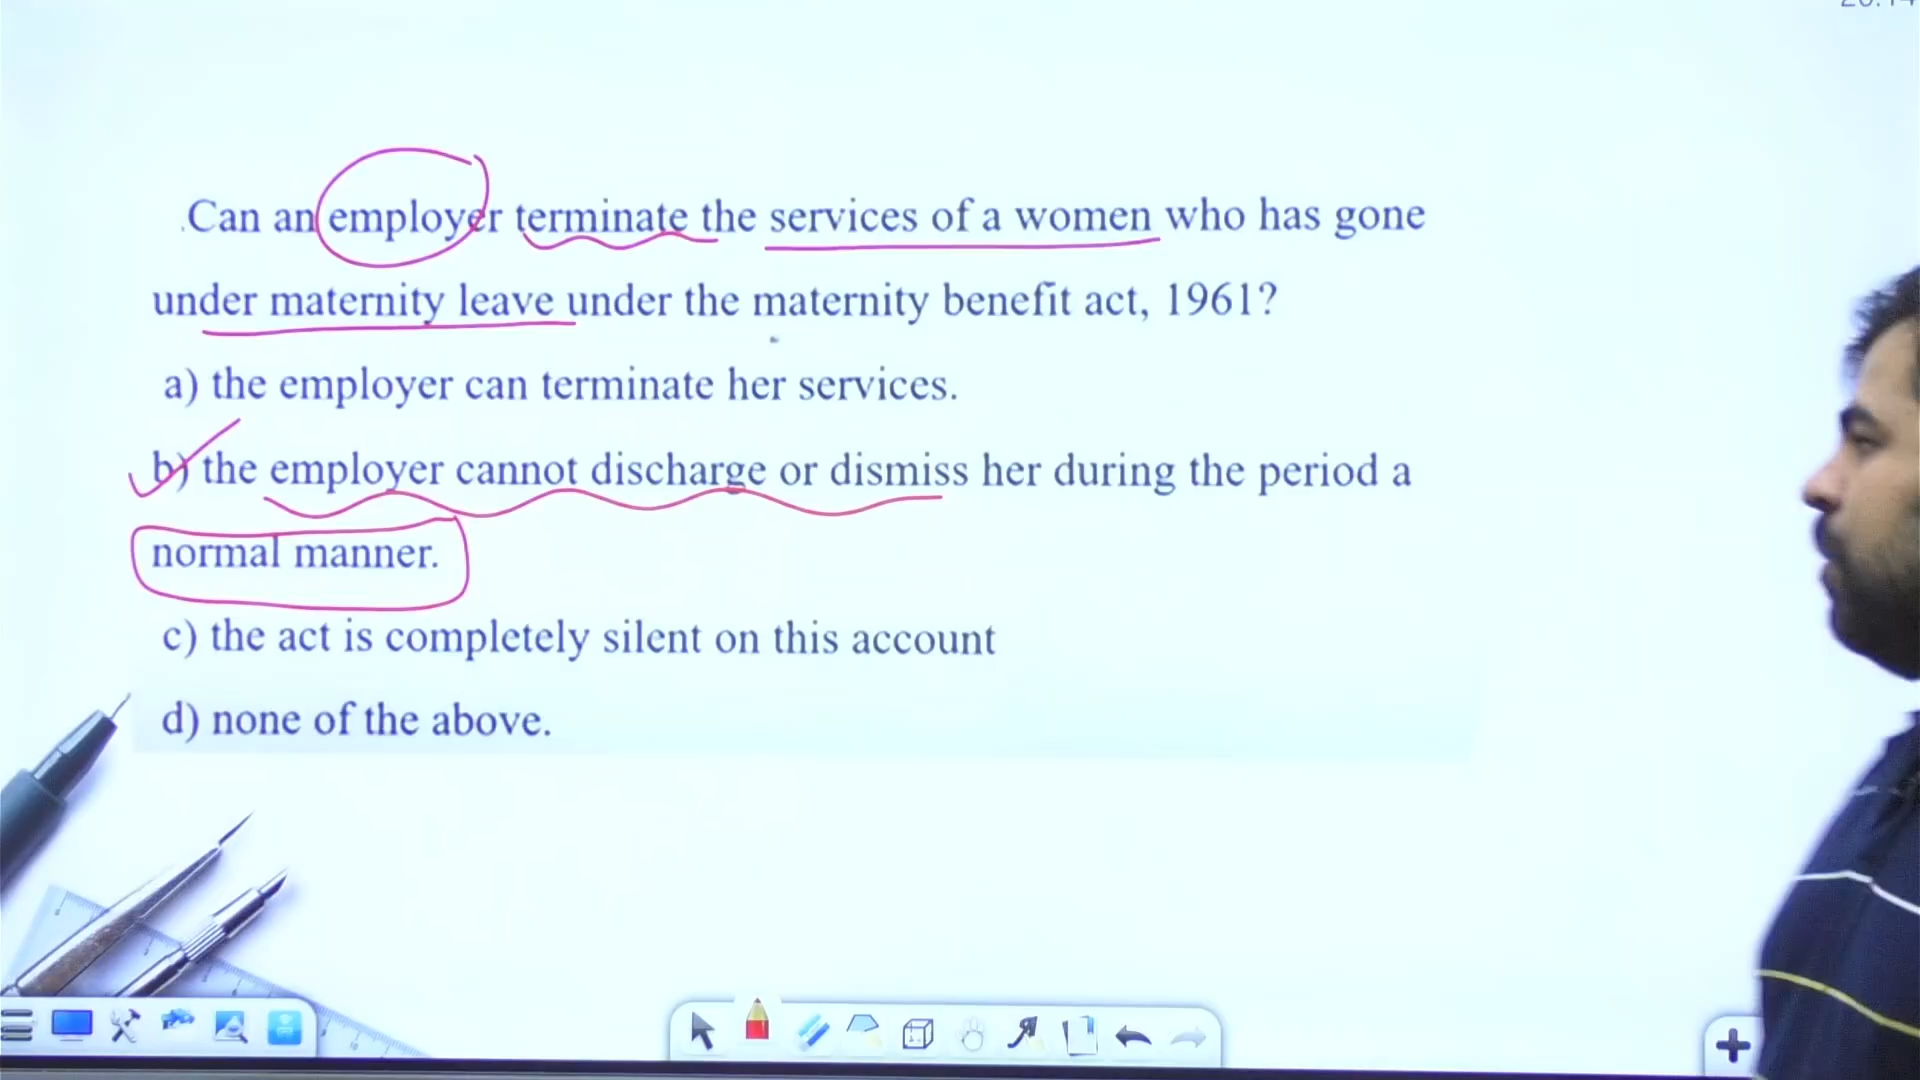 .Can an employer terminate the services of a women who has gone
under maternity leave under the maternity benefit act, 1961?
a) the employer can terminate her services.
b) the employer cannot discharge or dismiss her during the period a
normal manner.
c) the act is completely silent on this account
d) none of the above.